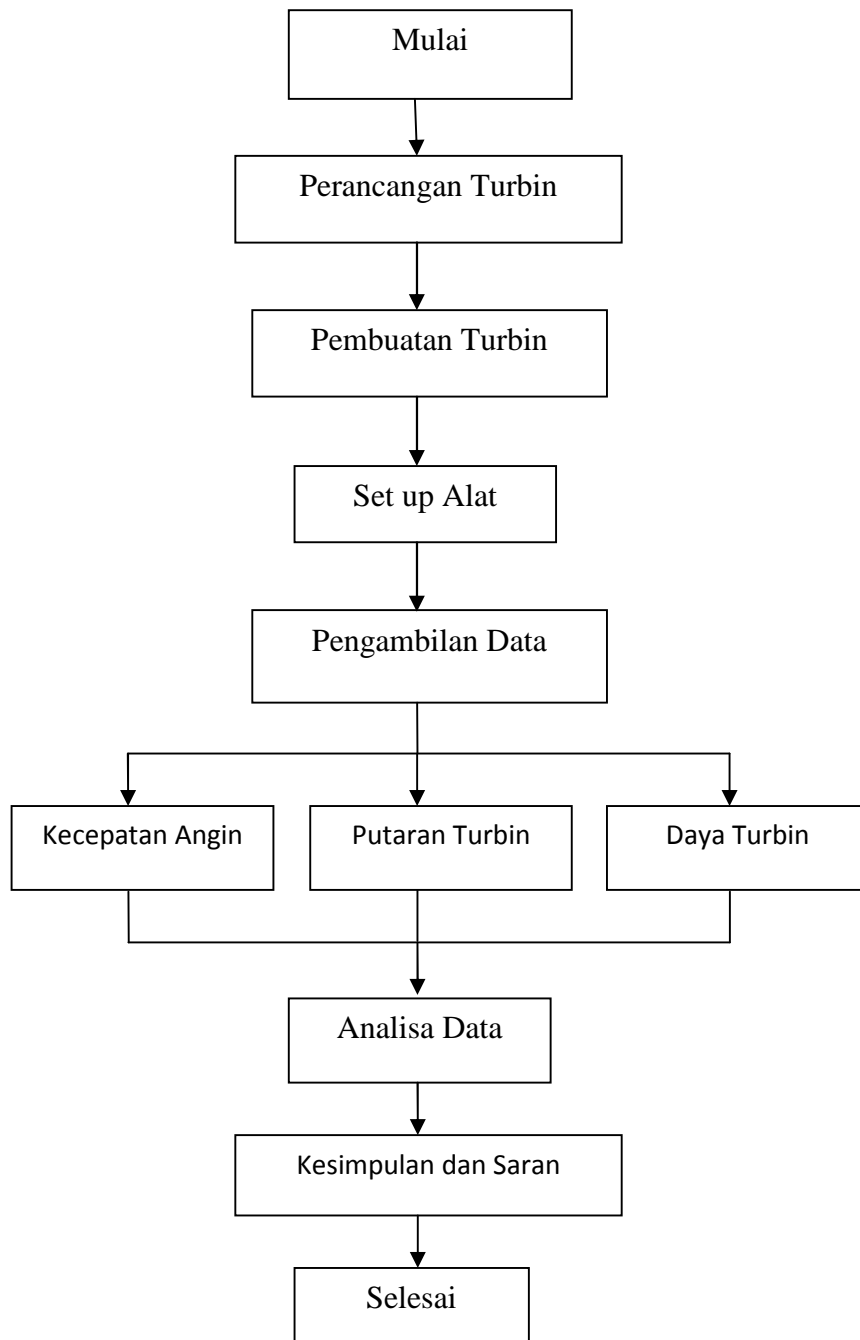 Mulai
Perancangan Turbin
Pembuatan Turbin
Set up Alat
Pengambilan Data
Kecepatan Angin
Putaran Turbin
Daya Turbin
Analisa Data
Kesimpulan dan Saran
Selesai